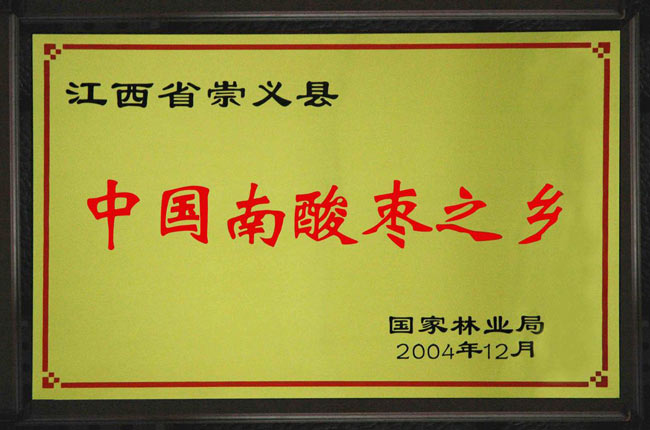 江西省崇义县
中国南酸枣之乡
国家林业局
2004年12月